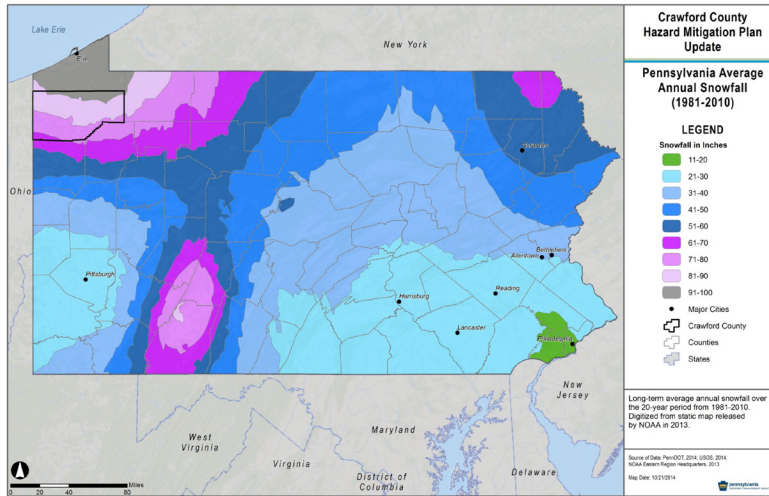 Crawford County
Hazard Mitigation Plan
Update
Pennsylvania Average
Annual Snowfall
(1981-2010)
LEGEND
Snowfall in Inches
11-20
21-30
31-40
41-50
51-60
61-70
71-80
81-90
91-100
Major Cities
Crawford County
Counties
States
Long-term average annual snowfall over
the 20-year period from 1981-2010.
Digitized from static map released
by NOAA in 2013.
Source of Data: PennDOT, 2014; USGS, 2014;
NOAA Eastern Region Headquarters, 2013
Map Date: 10/21/2014
pennsylvania
Lake Erie
Erie
New York
Ohio
Scranton
Pittsburgh
Allentown
Bethlehem
Harrisburg
Reading
Lancaster
Philadelphia
New
Jersey
West
Virginia
Maryland
Virginia
District of
Columbia
Delaware
0 20 40 80
Miles